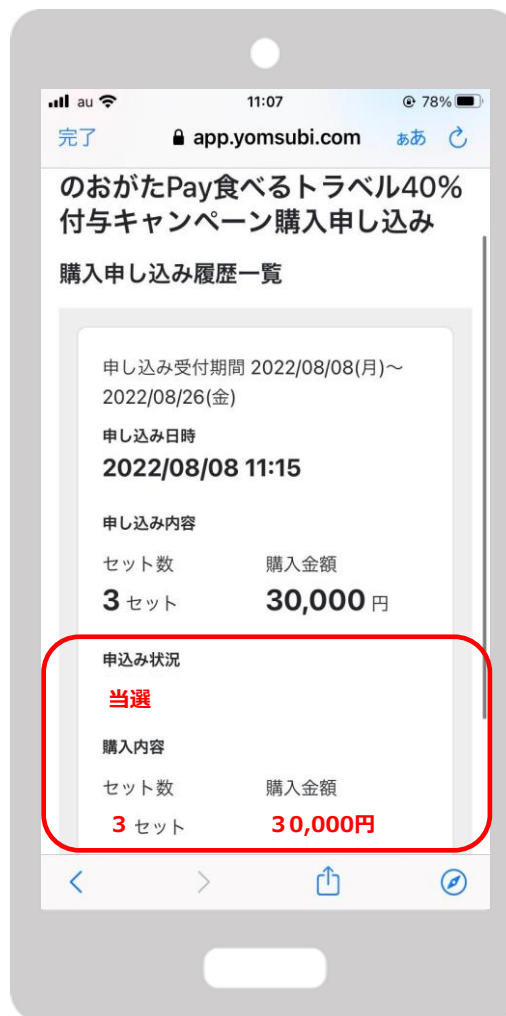 au 11:07 78%
完了 app.yomsubi.com ぁあ
のおがたPay食べるトラベル40%
付与キャンペーン購入申し込み
購入申し込み履歴一覧
申し込み受付期間 2022/08/08(月)〜
2022/08/26(金)
申し込み日時
2022/08/08 11:15
申し込み内容
セット数 購入金額
3 セット 30,000 円
申込み状況
当選
購入内容
セット数 購入金額
3 セット 30,000円